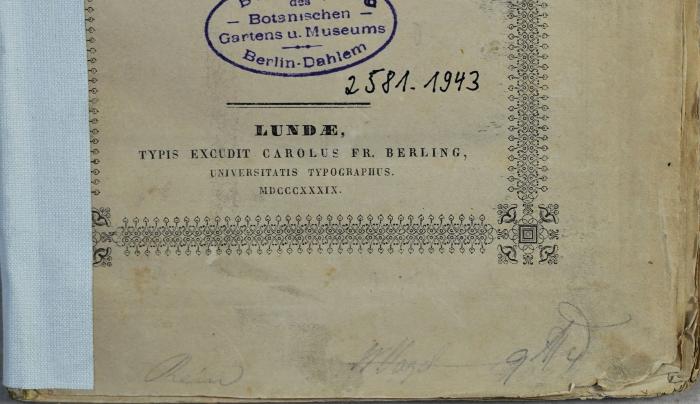 des
Botanischen
Gartens u. Museums
Berlin-Dahlem
2581-1943
LUNDÆ,
TYPIS EXCUDIT CAROLUS FR. BERLING,
UNIVERSITATIS TYPOGRAPHUS.
MDCCCXXXIX.